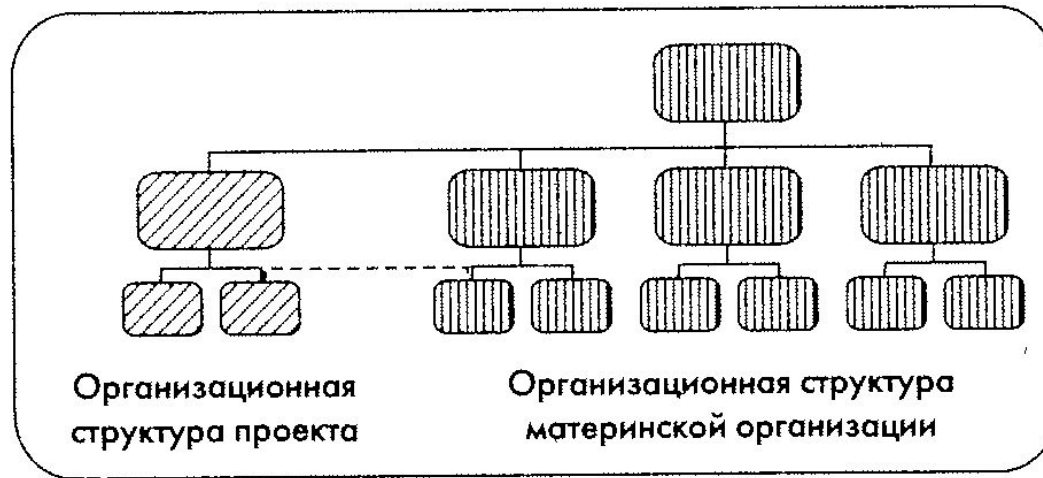 Организационная
структура проекта
Организационная структура
материнской организации